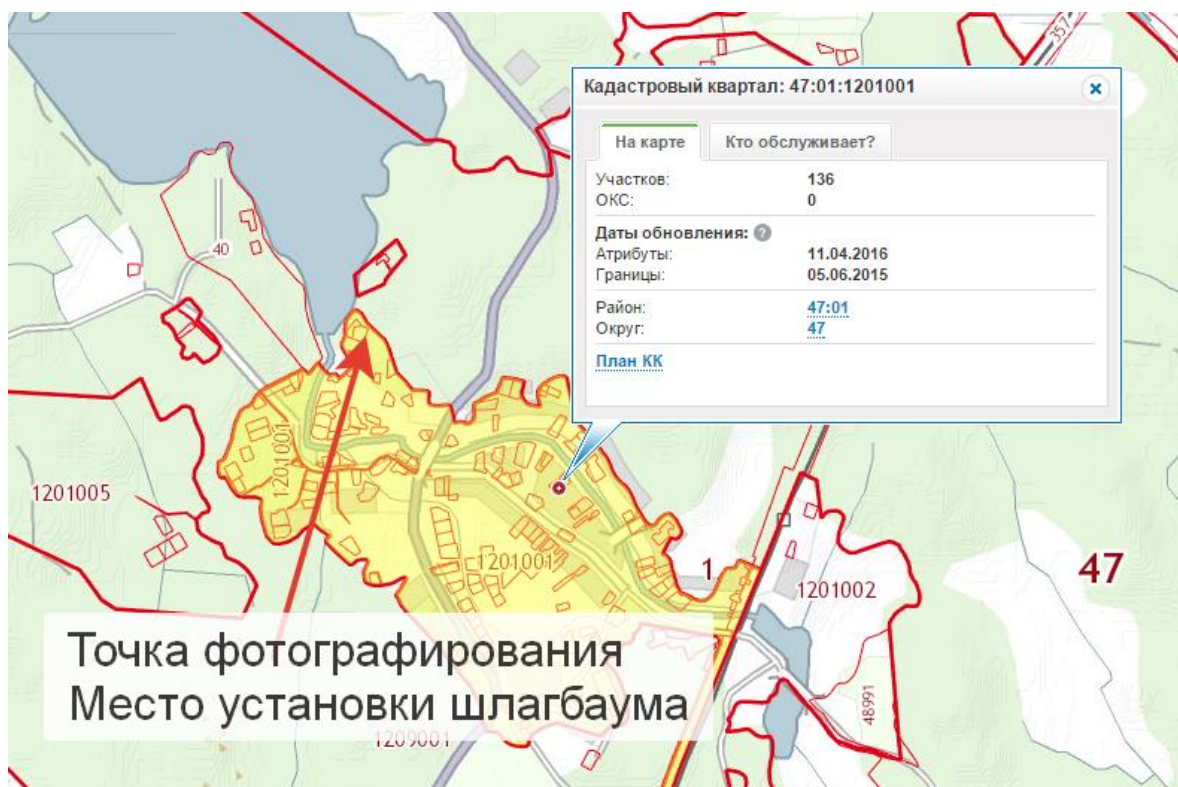 357
Кадастровый квартал: 47:01:1201001
На карте
Кто обслуживает?
Участков: 136
ОКС: 0
Даты обновления: ?
Атрибуты: 11.04.2016
Границы: 05.06.2015
Район: 47:01
Округ: 47
План КК
40
1201001
1201005
1201001
1
47
1201002
48991
Точка фотографирования
Место установки шлагбаума
1209001